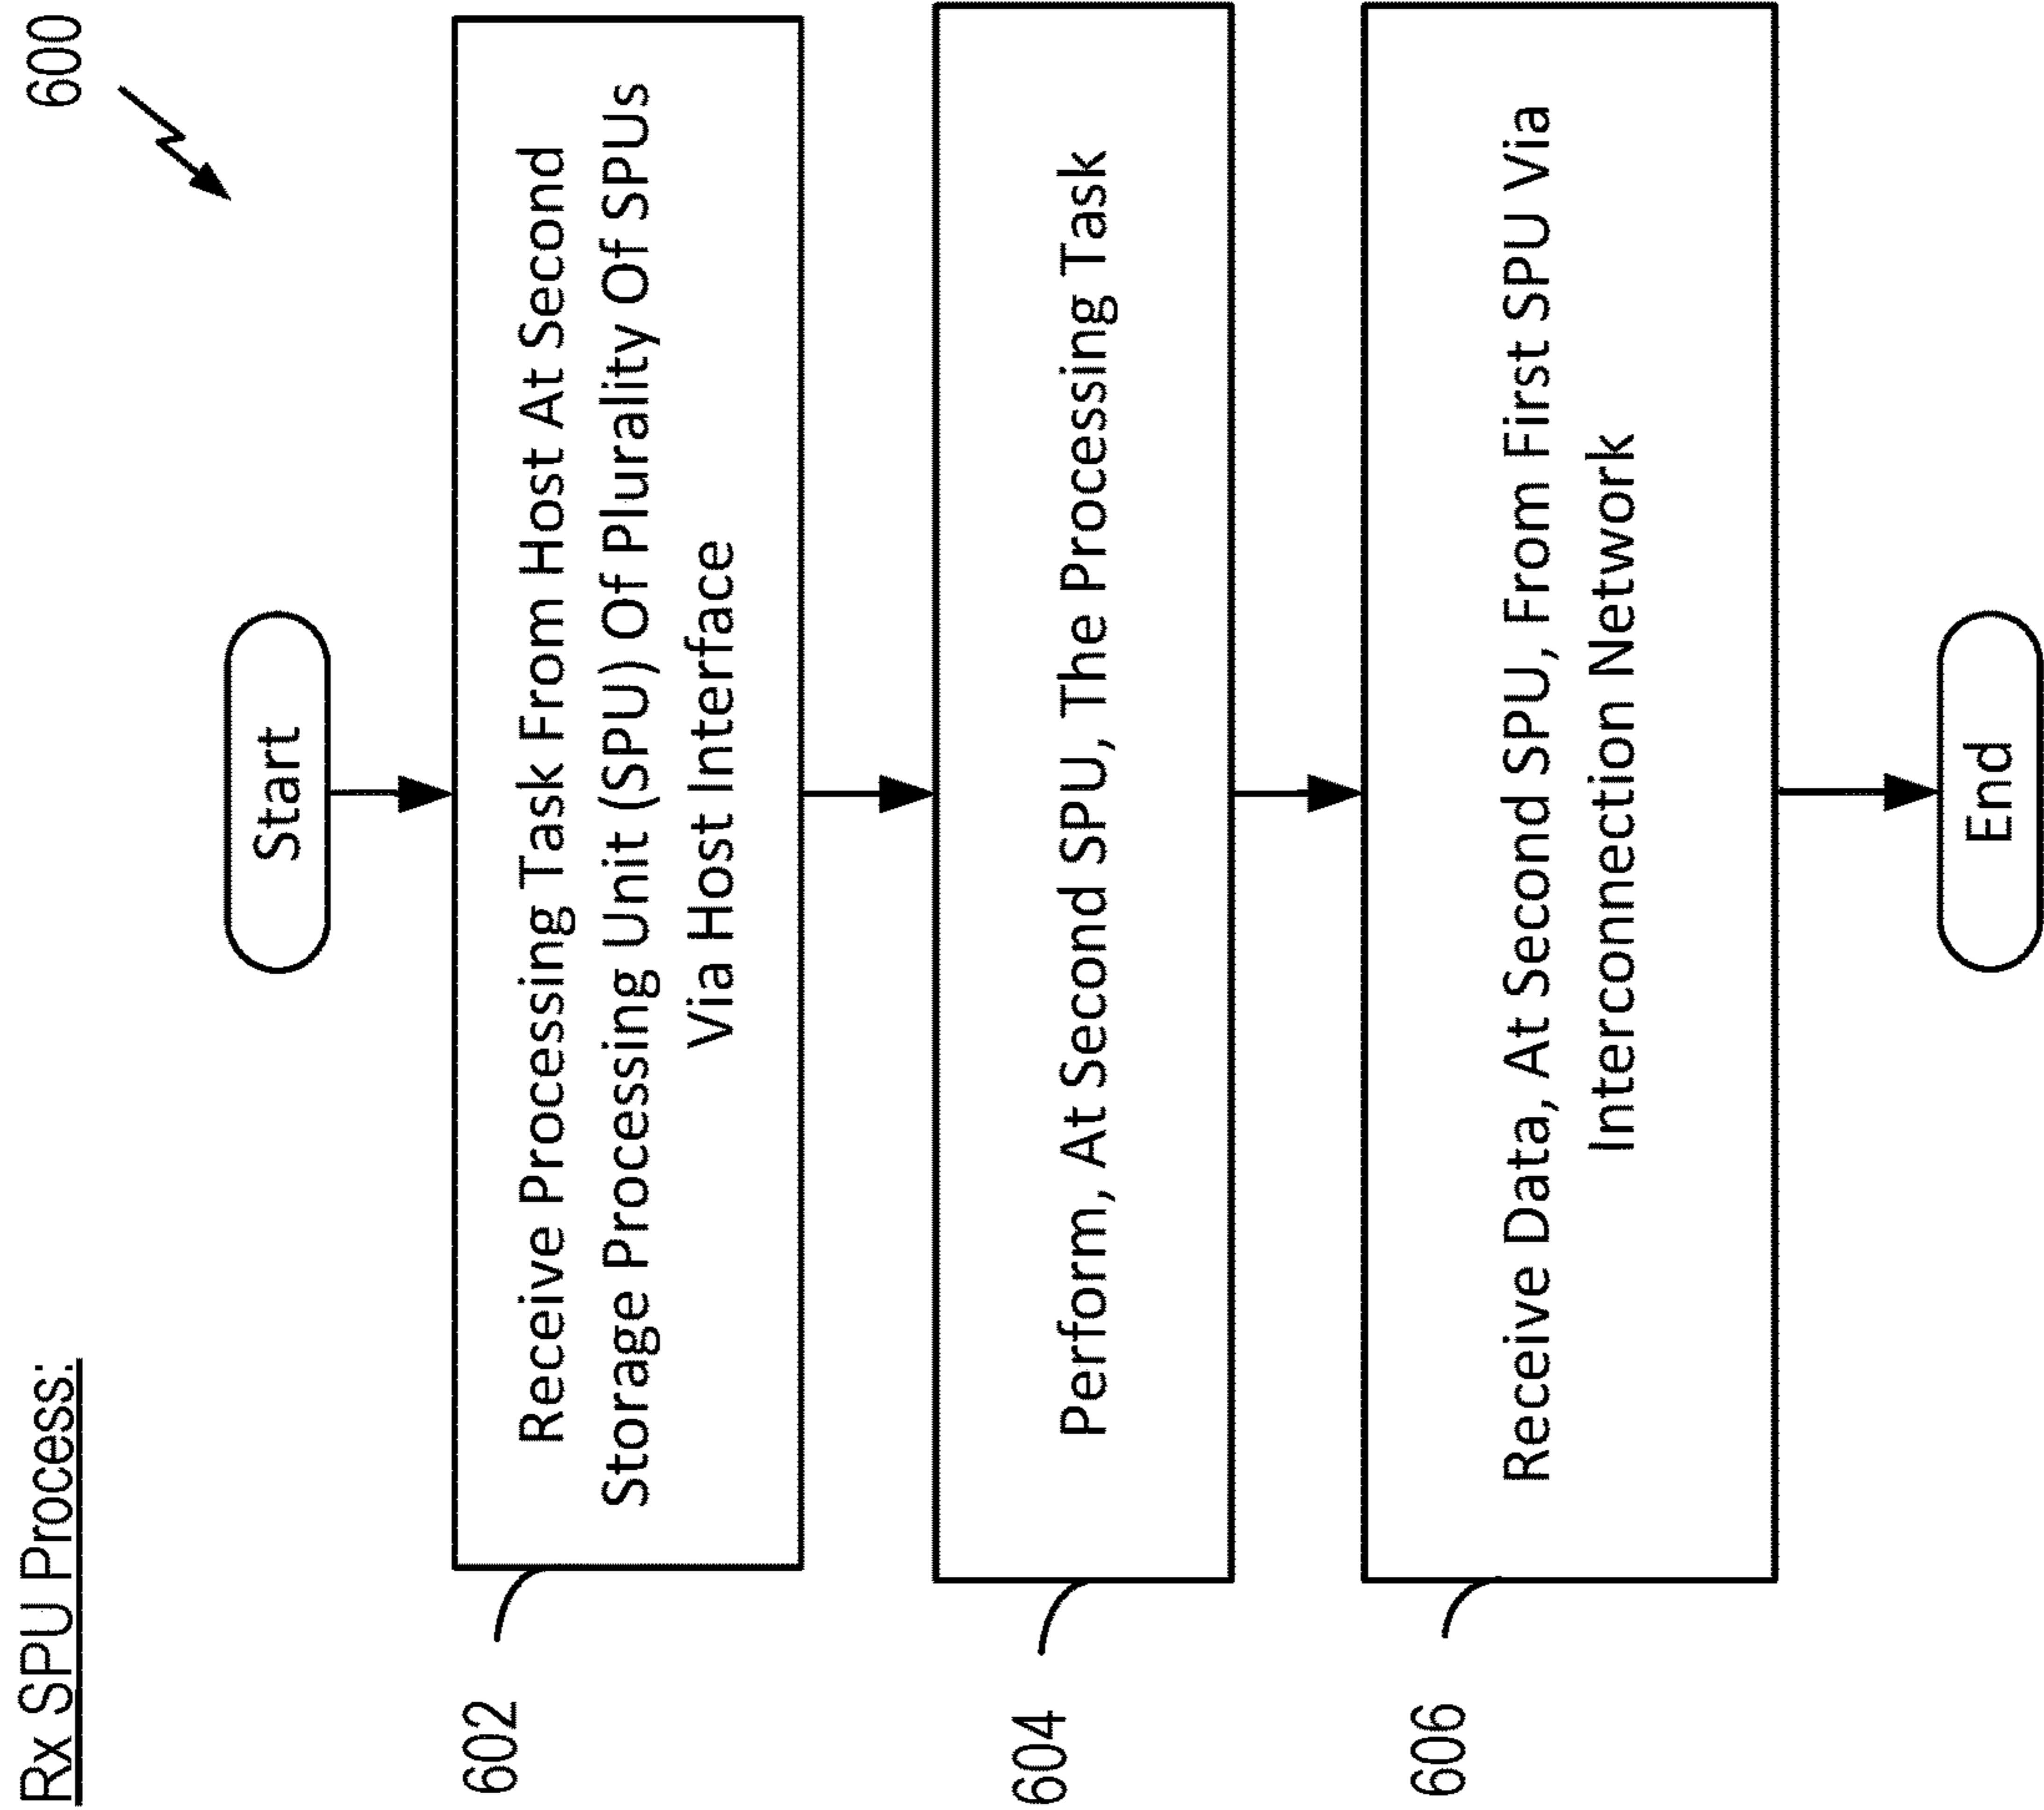 Rx SPU Process:
600
Start
602
Receive Processing Task From Host At Second
Storage Processing Unit (SPU) Of Plurality Of SPUs
Via Host Interface
604
Perform, At Second SPU, The Processing Task
606
Receive Data, At Second SPU, From First SPU Via
Interconnection Network
End